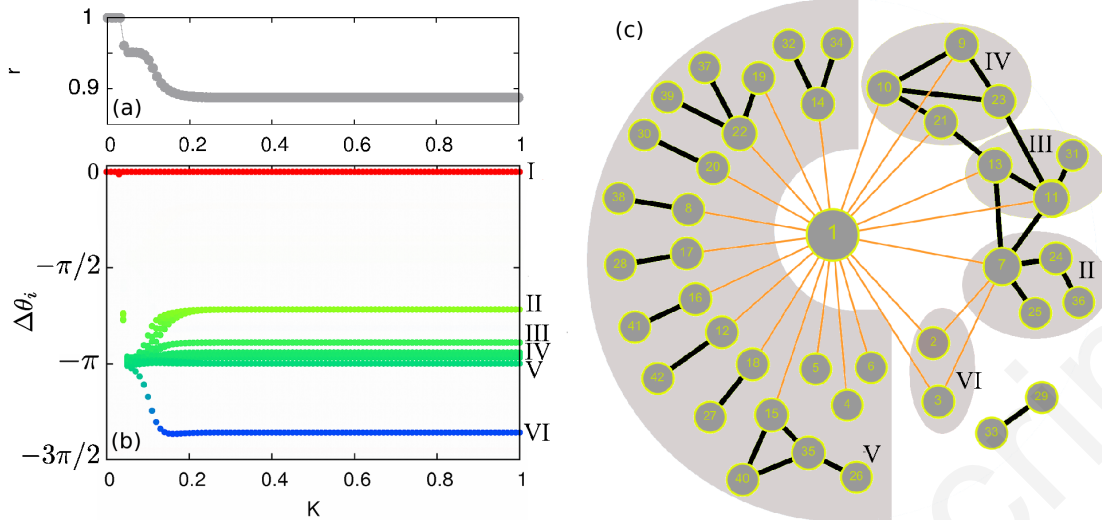 1
0.9
r
(a)
0 0.2 0.4 0.6 0.8 1
0
−π/2
−π
−3π/2
Δθi
(b)
I
II
III
IV
V
VI
0 0.2 0.4 0.6 0.8 1
K
(c)
32 34
9
IV
37 19
10
39 14 23
22 21
30 III 31
20 13
38 8 11
1
28 17 7 24 II
16 25 36
41 12 2
18 5 6 VI
42 4 3 29
27 15 33
35 V
40 26
crip